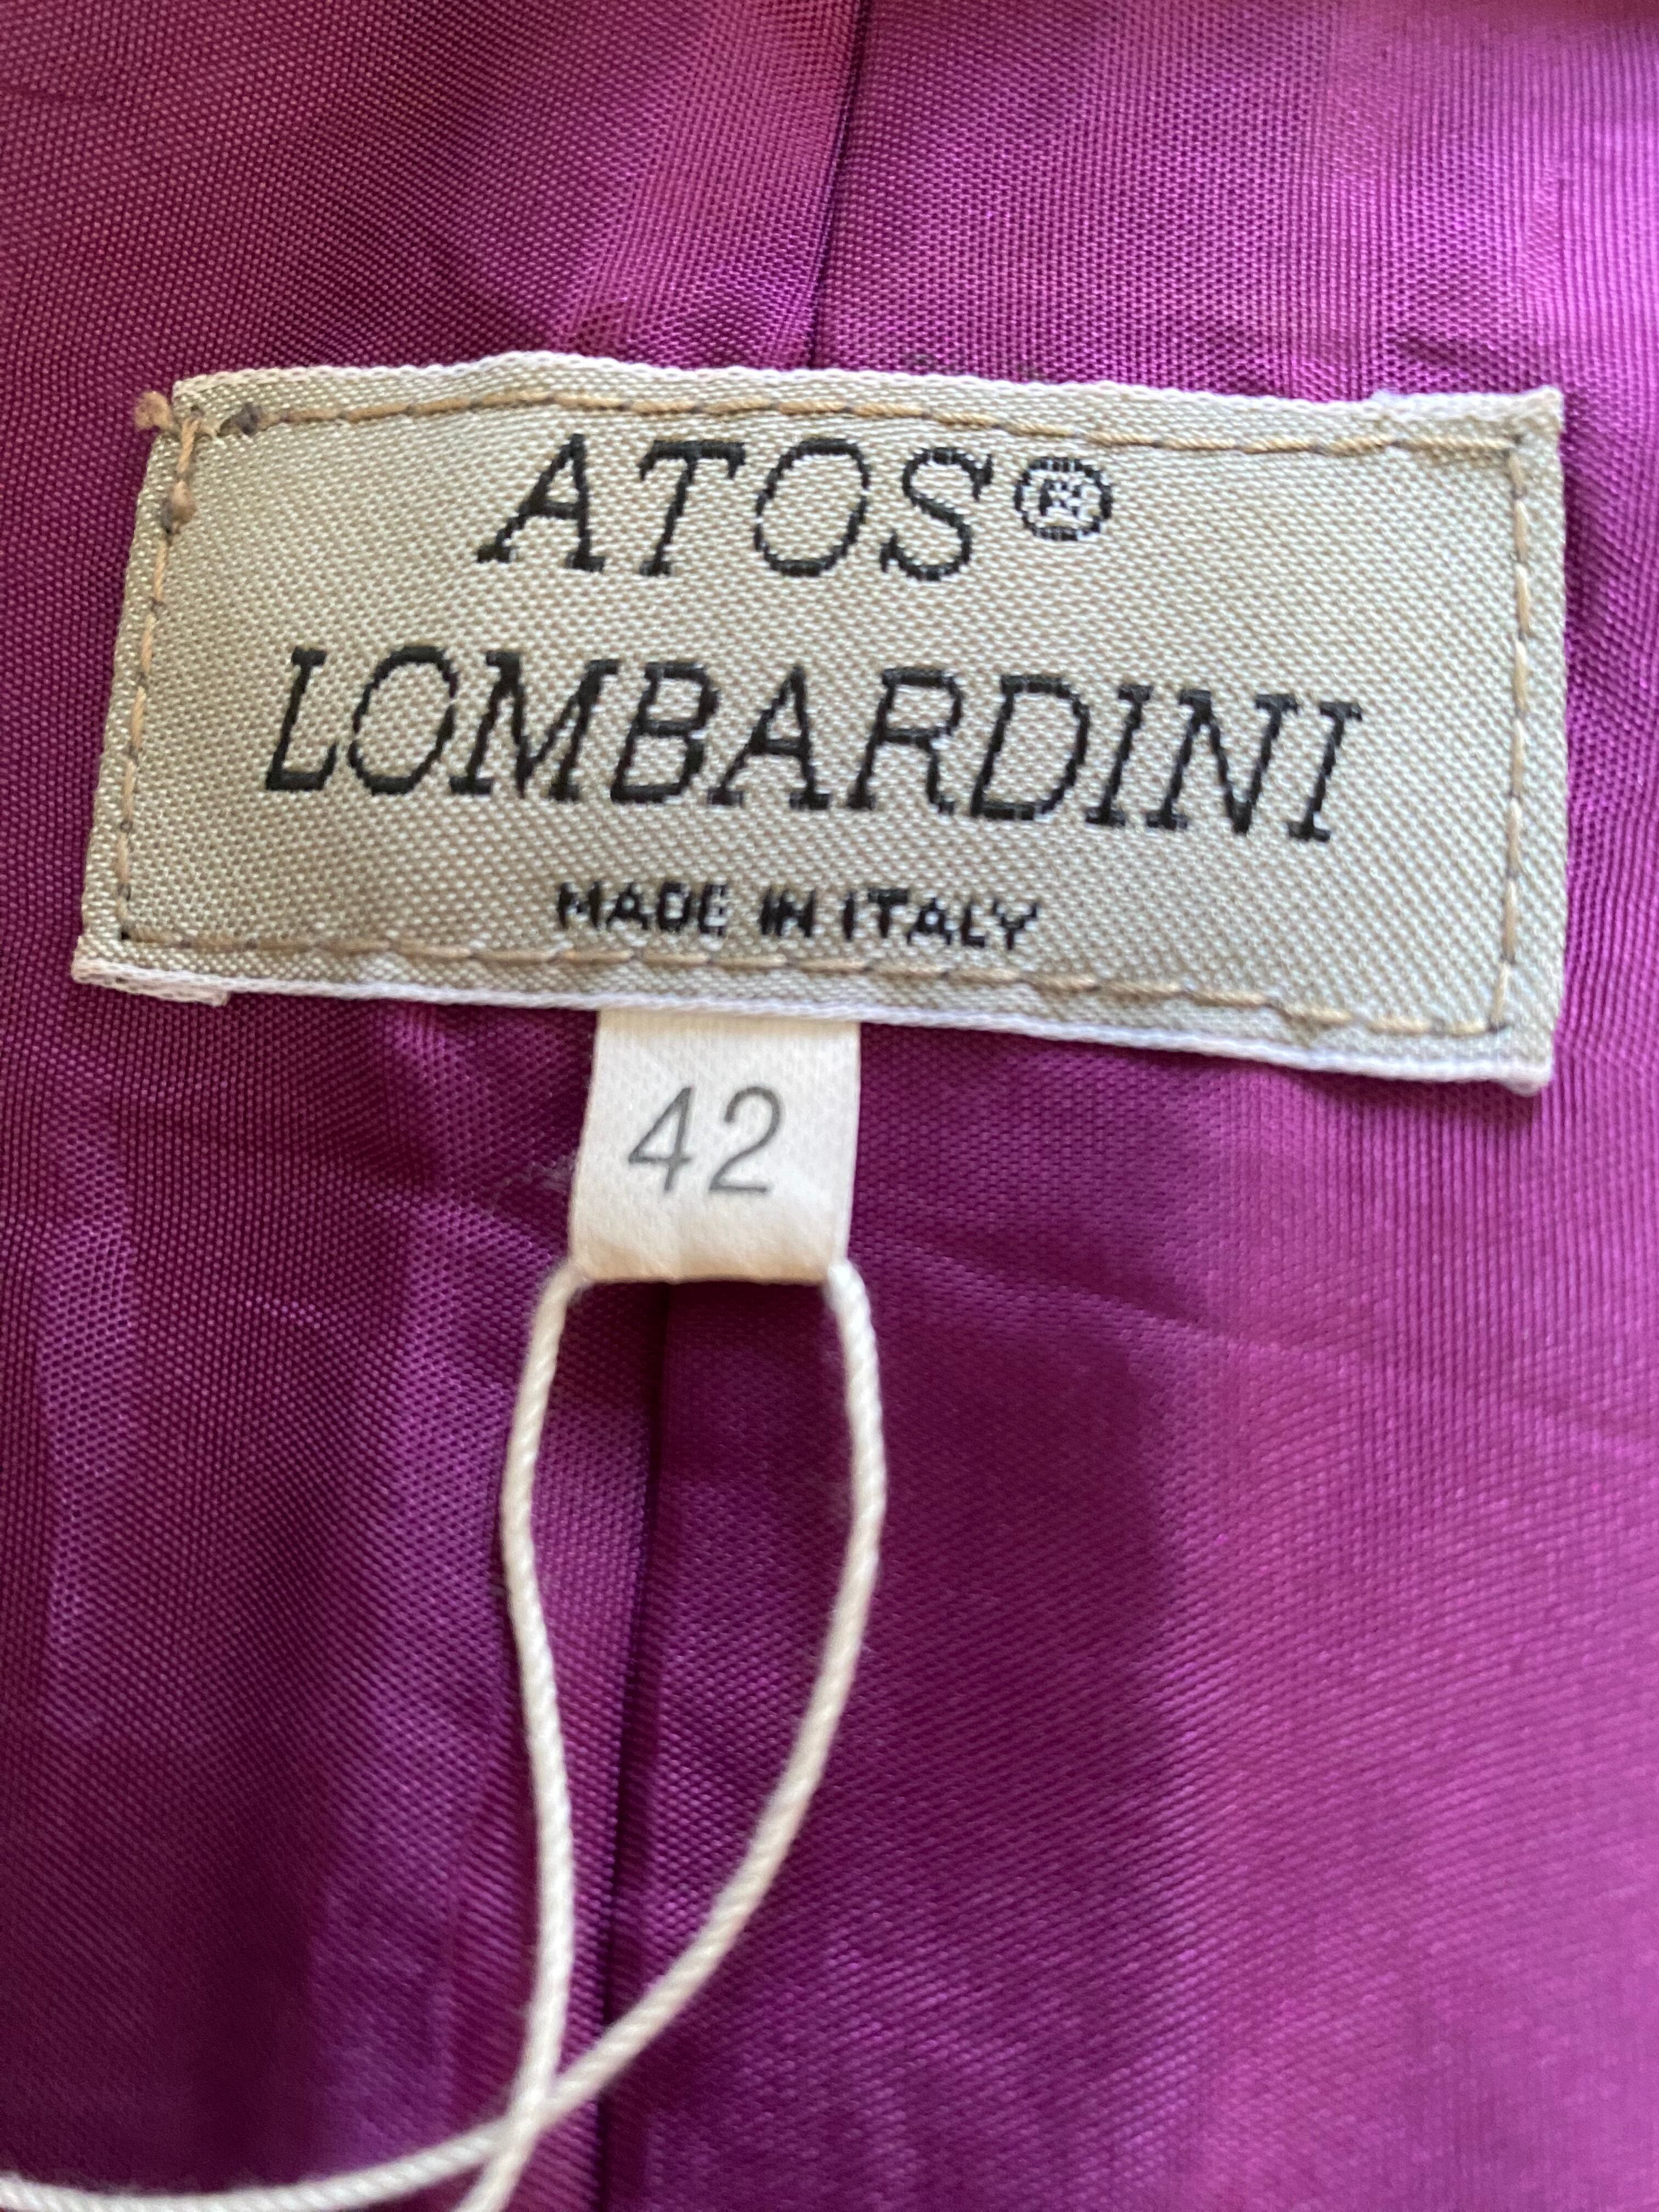 ATOS®
LOMBARDINI
MADE IN ITALY
42